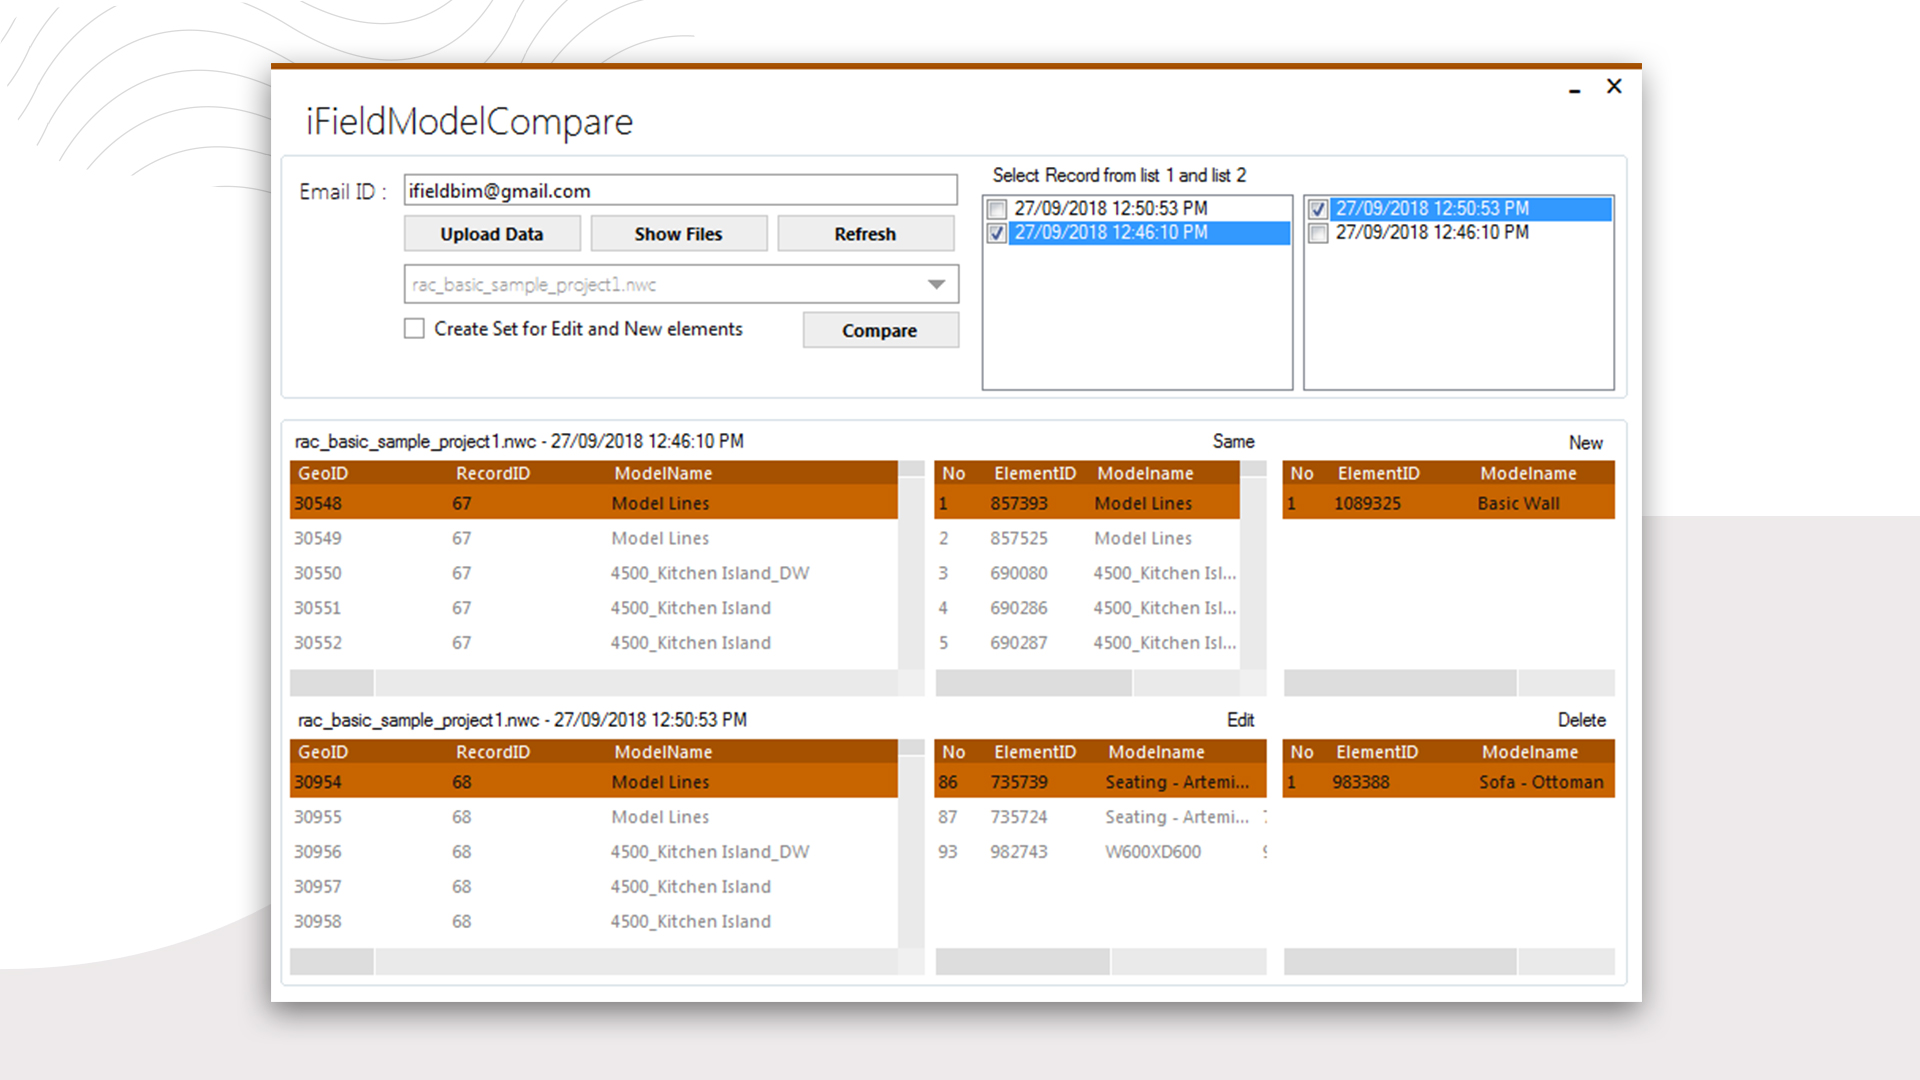 iFieldModelCompare
Email ID :
ifieldbim@gmail.com
Upload Data
Show Files
Refresh
rac_basic_sample_project1.nwc
Create Set for Edit and New elements
Compare
Select Record from list 1 and list 2
27/09/2018 12:50:53 PM
27/09/2018 12:46:10 PM
27/09/2018 12:50:53 PM
27/09/2018 12:46:10 PM
rac_basic_sample_project1.nwc - 27/09/2018 12:46:10 PM
GeoID RecordID ModelName
30548 67 Model Lines
30549 67 Model Lines
30550 67 4500_Kitchen Island_DW
30551 67 4500_Kitchen Island
30552 67 4500_Kitchen Island
Same
No ElementID Modelname
1 857393 Model Lines
2 857525 Model Lines
3 690080 4500_Kitchen Isl...
4 690286 4500_Kitchen Isl...
5 690287 4500_Kitchen Isl...
New
No ElementID Modelname
1 1089325 Basic Wall
rac_basic_sample_project1.nwc - 27/09/2018 12:50:53 PM
GeoID RecordID ModelName
30954 68 Model Lines
30955 68 Model Lines
30956 68 4500_Kitchen Island_DW
30957 68 4500_Kitchen Island
30958 68 4500_Kitchen Island
Edit
No ElementID Modelname
86 735739 Seating - Artemi...
87 735724 Seating - Artemi...
93 982743 W600XD600
Delete
No ElementID Modelname
1 983388 Sofa - Ottoman